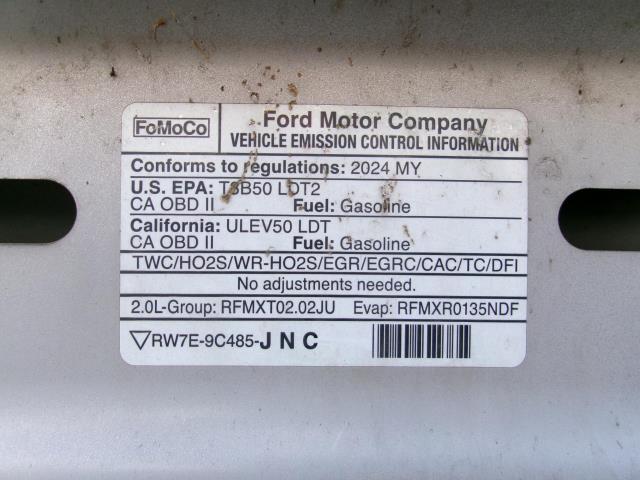 FoMoCo
Ford Motor Company
VEHICLE EMISSION CONTROL INFORMATION
Conforms to regulations: 2024 MY
U.S. EPA: T3B50 LDT2
CA OBD II Fuel: Gasoline
California: ULEV50 LDT
CA OBD II Fuel: Gasoline
TWC/HO2S/WR-HO2S/EGR/EGRC/CAC/TC/DFI
No adjustments needed.
2.0L-Group: RFMXT02.02JU Evap: RFMXR0135NDF
RW7E-9C485-J N C